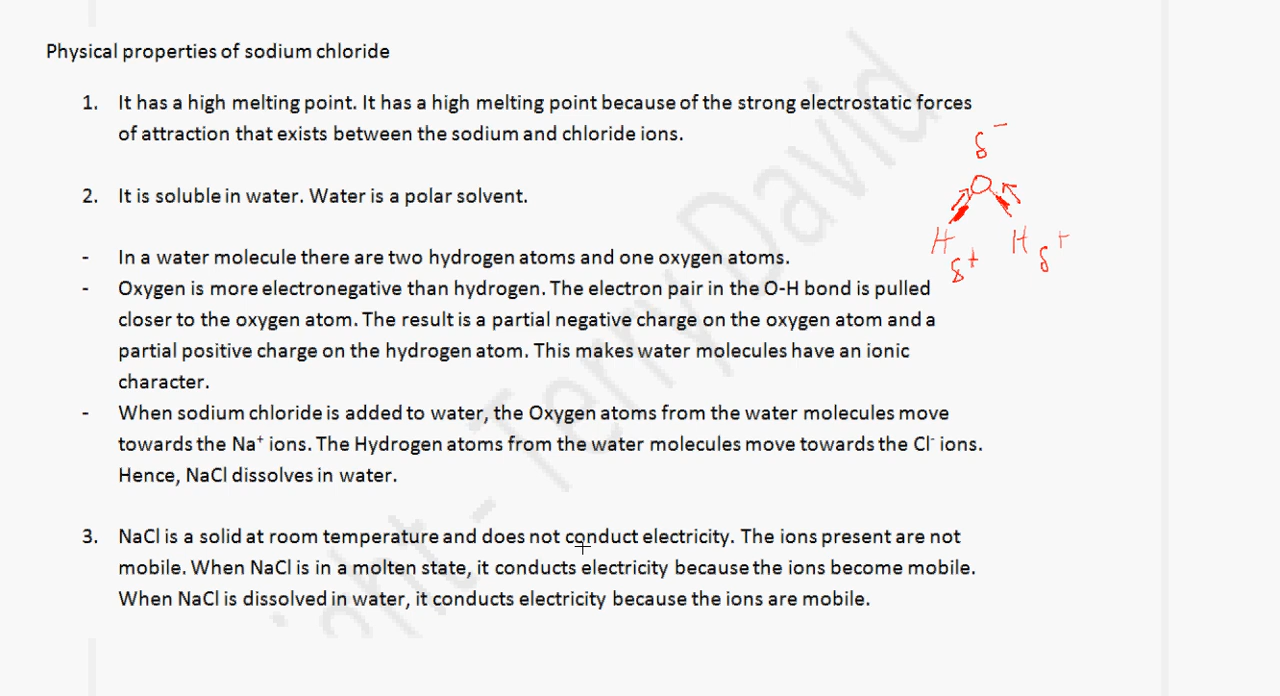 Physical properties of sodium chloride
1. It has a high melting point. It has a high melting point because of the strong electrostatic forces
of attraction that exists between the sodium and chloride ions.
δ⁻
2. It is soluble in water. Water is a polar solvent.
O
H H
δ⁺ δ⁺
- In a water molecule there are two hydrogen atoms and one oxygen atoms.
- Oxygen is more electronegative than hydrogen. The electron pair in the O-H bond is pulled
closer to the oxygen atom. The result is a partial negative charge on the oxygen atom and a
partial positive charge on the hydrogen atom. This makes water molecules have an ionic
character.
- When sodium chloride is added to water, the Oxygen atoms from the water molecules move
towards the Na⁺ ions. The Hydrogen atoms from the water molecules move towards the Cl⁻ ions.
Hence, NaCl dissolves in water.
3. NaCl is a solid at room temperature and does not conduct electricity. The ions present are not
mobile. When NaCl is in a molten state, it conducts electricity because the ions become mobile.
When NaCl is dissolved in water, it conducts electricity because the ions are mobile.
ight - Terry David